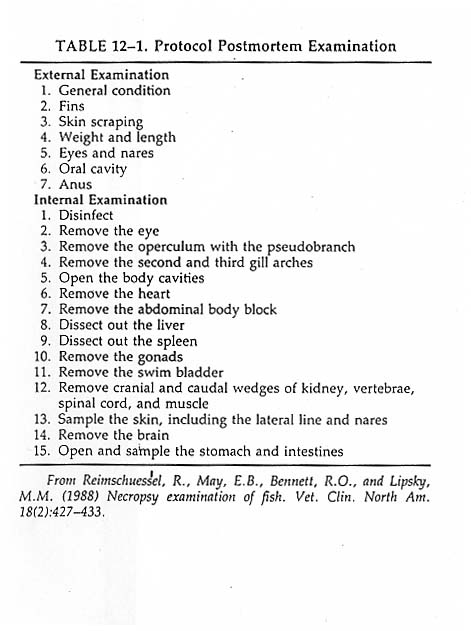 TABLE 12–1. Protocol Postmortem Examination
External Examination
1. General condition
2. Fins
3. Skin scraping
4. Weight and length
5. Eyes and nares
6. Oral cavity
7. Anus
Internal Examination
1. Disinfect
2. Remove the eye
3. Remove the operculum with the pseudobranch
4. Remove the second and third gill arches
5. Open the body cavities
6. Remove the heart
7. Remove the abdominal body block
8. Dissect out the liver
9. Dissect out the spleen
10. Remove the gonads
11. Remove the swim bladder
12. Remove cranial and caudal wedges of kidney, vertebrae,
spinal cord, and muscle
13. Sample the skin, including the lateral line and nares
14. Remove the brain
15. Open and sample the stomach and intestines
From Reimschuessel, R., May, E.B., Bennett, R.O., and Lipsky,
M.M. (1988) Necropsy examination of fish. Vet. Clin. North Am.
18(2):427–433.